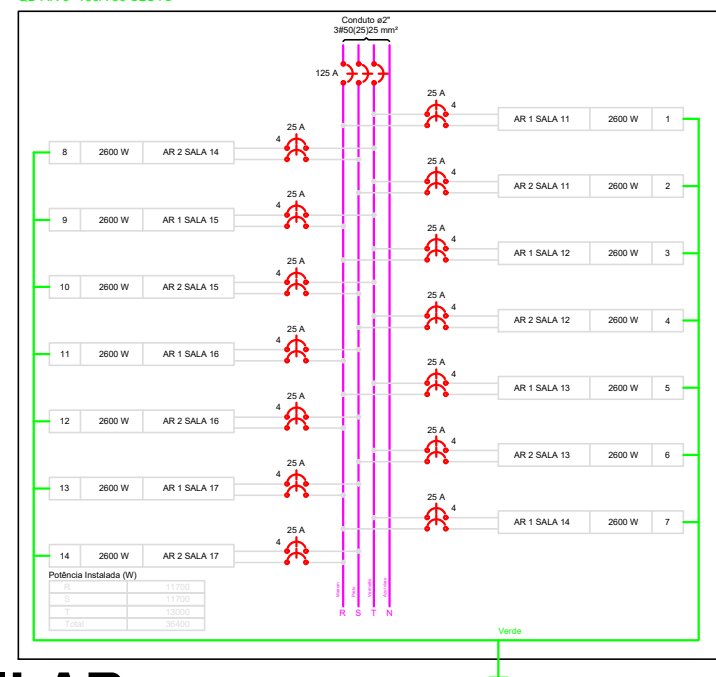 Conduto ø2"
3#50(25)25 mm²
125 A
25 A
4
AR 1 SALA 11 2600 W 1
25 A
4
8 2600 W AR 2 SALA 14
25 A
4
AR 2 SALA 11 2600 W 2
25 A
4
9 2600 W AR 1 SALA 15
25 A
4
AR 1 SALA 12 2600 W 3
25 A
4
10 2600 W AR 2 SALA 15
25 A
4
AR 2 SALA 12 2600 W 4
25 A
4
11 2600 W AR 1 SALA 16
25 A
4
AR 1 SALA 13 2600 W 5
25 A
4
12 2600 W AR 2 SALA 16
25 A
4
AR 2 SALA 13 2600 W 6
25 A
4
13 2600 W AR 1 SALA 17
25 A
4
AR 1 SALA 14 2600 W 7
25 A
4
14 2600 W AR 2 SALA 17
Potência Instalada (W)
R 11700
S 11700
T 13000
Total 36400
R S T N
Verde